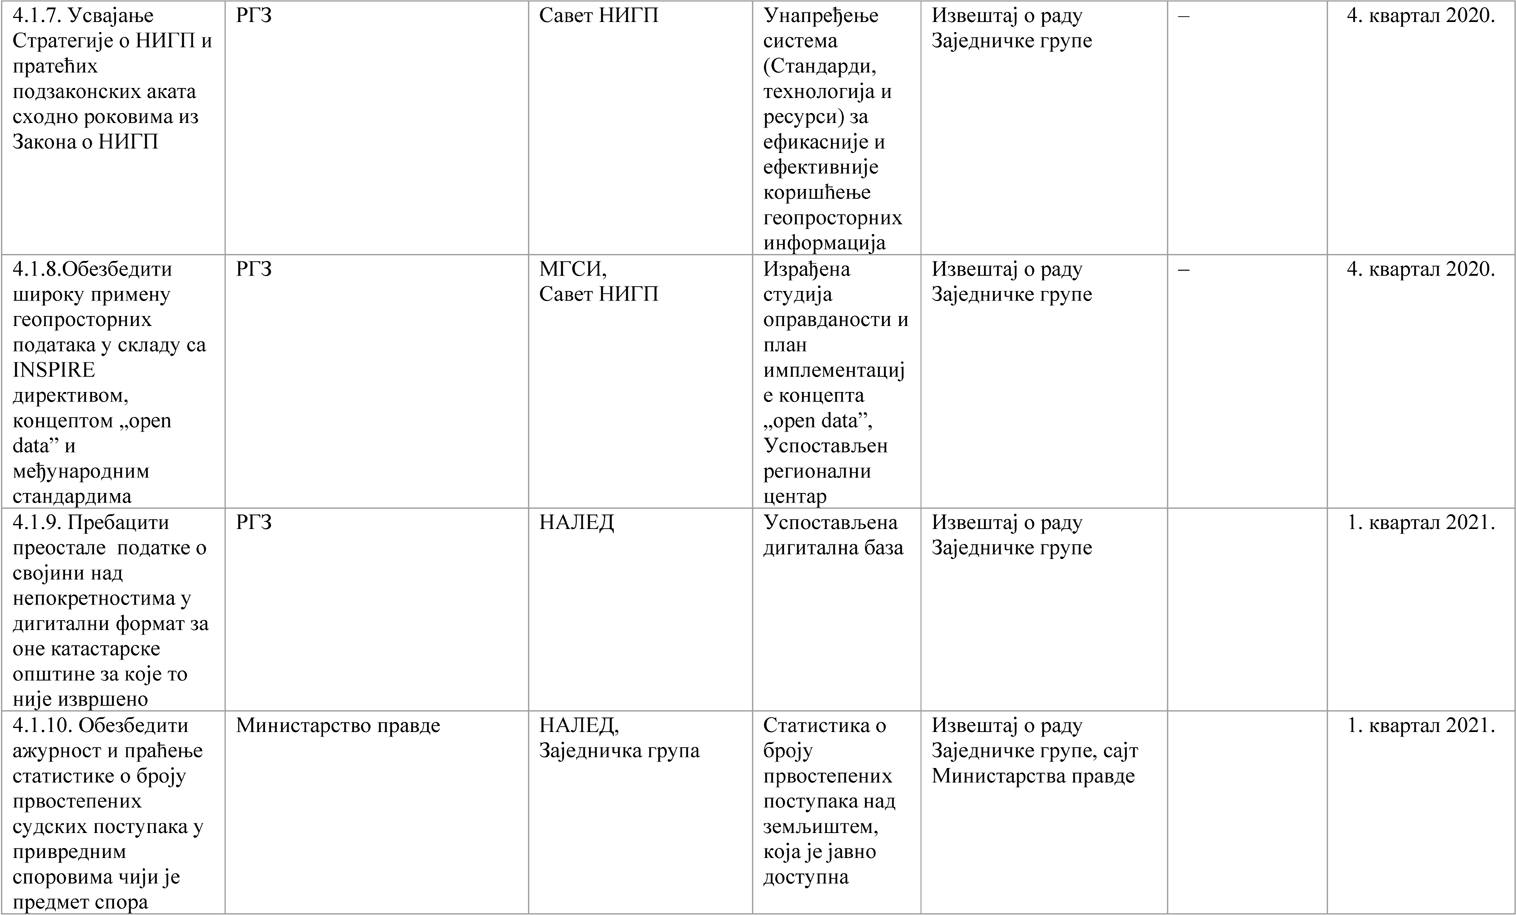 4.1.7. Усвајање
Стратегије о НИГП и
пратећих
подзаконских аката
сходно роковима из
Закона о НИГП
РГЗ
Савет НИГП
Унапређење
система
(Стандарди,
технологија и
ресурси) за
ефикасније и
ефективније
коришћење
геопросторних
информација
Извештај о раду
Заједничке групе
–
4. квартал 2020.
4.1.8.Обезбедити
широку примену
геопросторних
података у складу са
INSPIRE
директивом,
концептом „open
data” и
међународним
стандардима
РГЗ
МГСИ,
Савет НИГП
Израђена
студија
оправданости и
план
имплементациј
е концепта
„open data”,
Успостављен
регионални
центар
Извештај о раду
Заједничке групе
–
4. квартал 2020.
4.1.9. Пребацити
преостале  податке о
својини над
непокретностима у
дигитални формат за
оне катастарске
општине за које то
није извршено
РГЗ
НАЛЕД
Успостављена
дигитална база
Извештај о раду
Заједничке групе
1. квартал 2021.
4.1.10. Обезбедити
ажурност и праћење
статистике о броју
првостепених
судских поступака у
привредним
споровима чији је
предмет спора
Министарство правде
НАЛЕД,
Заједничка група
Статистика о
броју
првостепених
поступака над
земљиштем,
која је јавно
доступна
Извештај о раду
Заједничке групе, сајт
Министарства правде
1. квартал 2021.